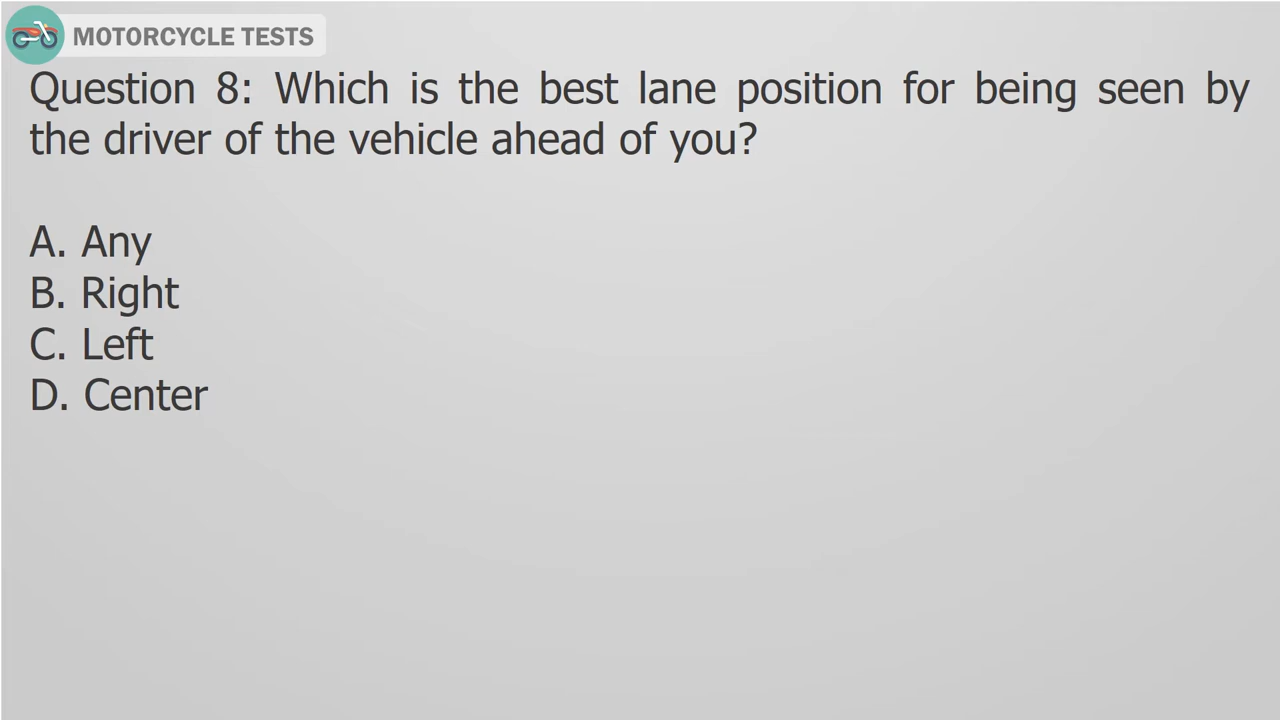 MOTORCYCLE TESTS
Question 8: Which is the best lane position for being seen by
the driver of the vehicle ahead of you?
A. Any
B. Right
C. Left
D. Center